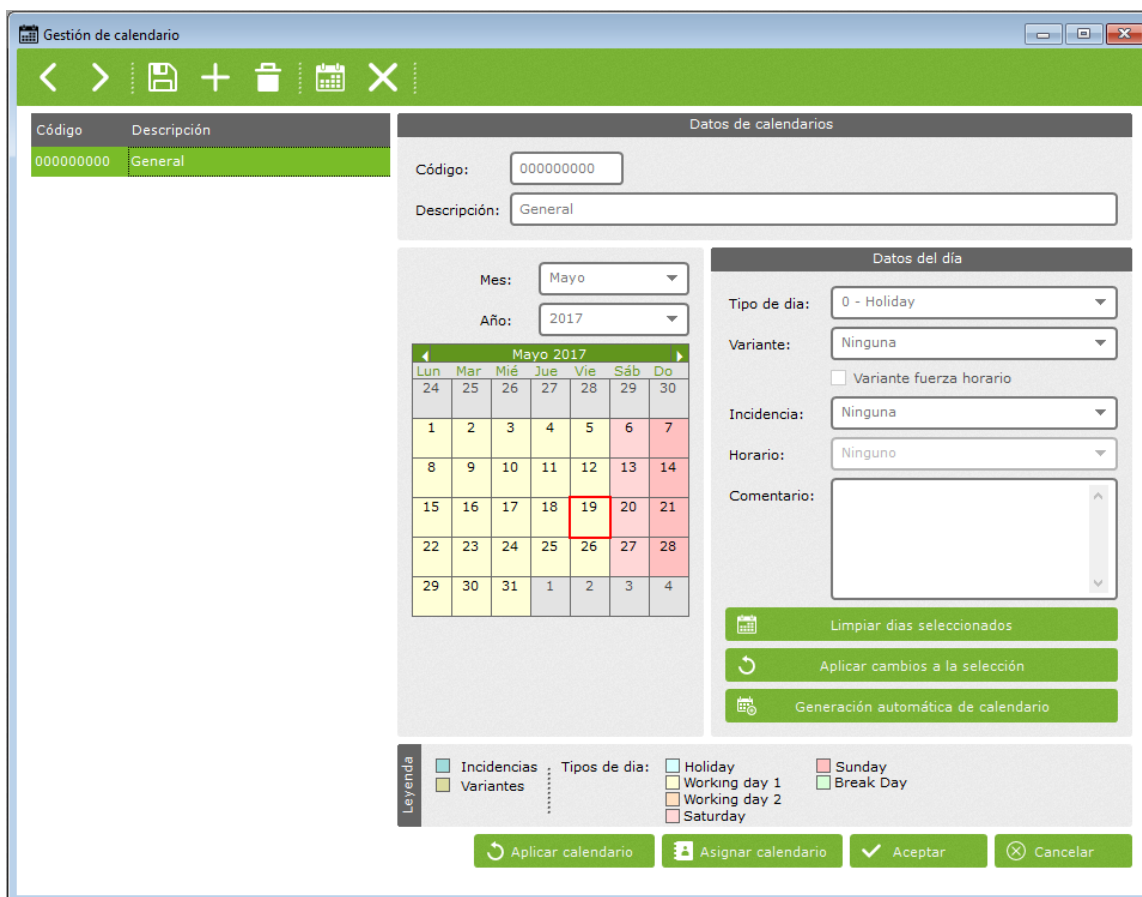 Gestión de calendario
Código Descripción
000000000 General
Datos de calendarios
Código: 000000000
Descripción: General
Mes: Mayo
Año: 2017
Mayo 2017
Lun Mar Mié Jue Vie Sáb Do
24 25 26 27 28 29 30
1 2 3 4 5 6 7
8 9 10 11 12 13 14
15 16 17 18 19 20 21
22 23 24 25 26 27 28
29 30 31 1 2 3 4
Datos del día
Tipo de dia: 0 - Holiday
Variante: Ninguna
Variante fuerza horario
Incidencia: Ninguna
Horario: Ninguno
Comentario:
Limpiar dias seleccionados
Aplicar cambios a la selección
Generación automática de calendario
Leyenda
Incidencias
Variantes
Tipos de dia:
Holiday
Working day 1
Working day 2
Saturday
Sunday
Break Day
Aplicar calendario
Asignar calendario
Aceptar
Cancelar